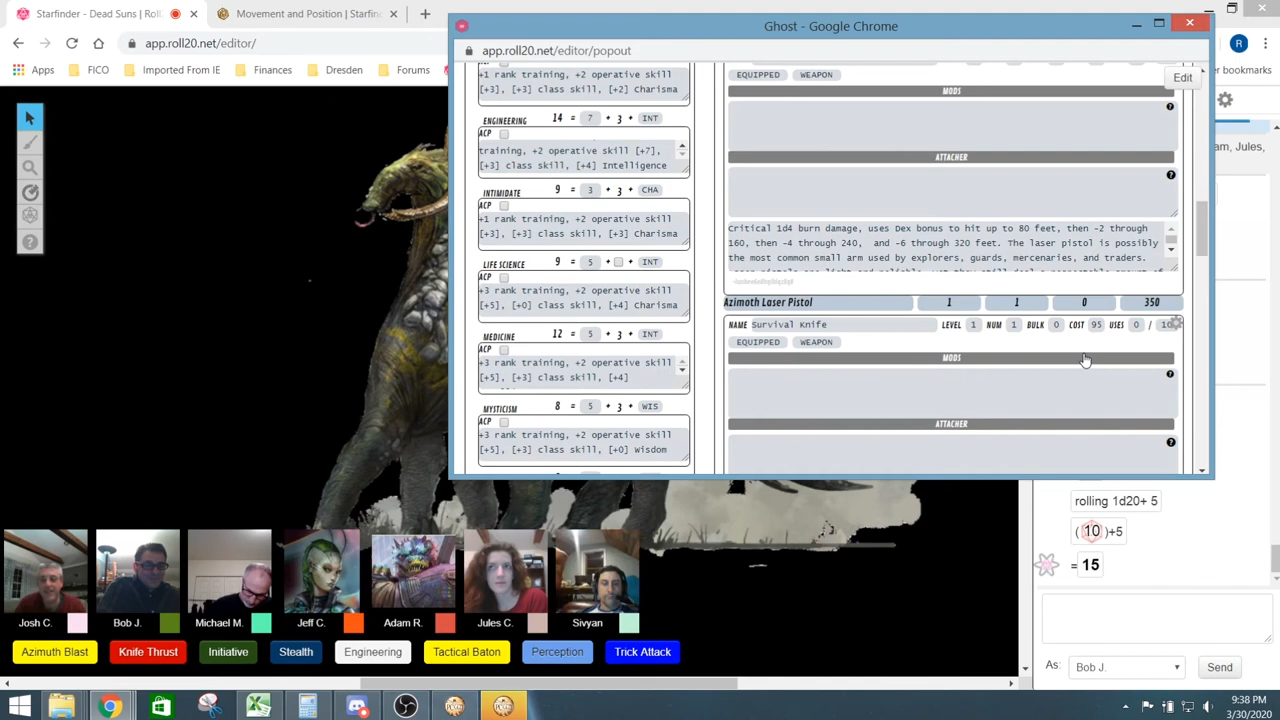 Starfinder - Dead Suns | Roll
Movement and Position | Starfinc
Ghost - Google Chrome
app.roll20.net/editor/
app.roll20.net/editor/popout
Apps
FICO
Imported From IE
Finances
Dresden
Forums
er bookmarks
R
Edit
am, Jules,
+1 rank training, +2 operative skill
[+3], [+3] class skill, [+2] Charisma
ENGINEERING 14 = 7 + 3 + INT
ACP
training, +2 operative skill [+7],
[+3] class skill, [+4] Intelligence
INTIMIDATE 9 = 3 + 3 + CHA
ACP
+1 rank training, +2 operative skill
[+3], [+3] class skill, [+3] Charisma
LIFE SCIENCE 9 = 5 + INT
ACP
+3 rank training, +2 operative skill
[+5], [+0] class skill, [+4] Charisma
MEDICINE 12 = 5 + 3 + INT
ACP
+3 rank training, +2 operative skill
[+5], [+3] class skill, [+4]
MYSTICISM 8 = 5 + 3 + WIS
ACP
+3 rank training, +2 operative skill
[+5], [+3] class skill, [+0] Wisdom
EQUIPPED WEAPON
MODS
ATTACHER
Critical 1d4 burn damage, uses Dex bonus to hit up to 80 feet, then -2 through
160, then -4 through 240, and -6 through 320 feet. The laser pistol is possibly
the most common small arm used by explorers, guards, mercenaries, and traders.
Azimoth Laser Pistol 1 1 0 350
NAME Survival Knife LEVEL 1 NUM 1 BULK 0 COST 95 USES 0 / 10
EQUIPPED WEAPON
MODS
ATTACHER
rolling 1d20+ 5
(10)+5
= 15
Josh C.
Bob J.
Michael M.
Jeff C.
Adam R.
Jules C.
Sivyan
Azimuth Blast
Knife Thrust
Initiative
Stealth
Engineering
Tactical Baton
Perception
Trick Attack
As:
Bob J.
Send
9:38 PM
3/30/2020